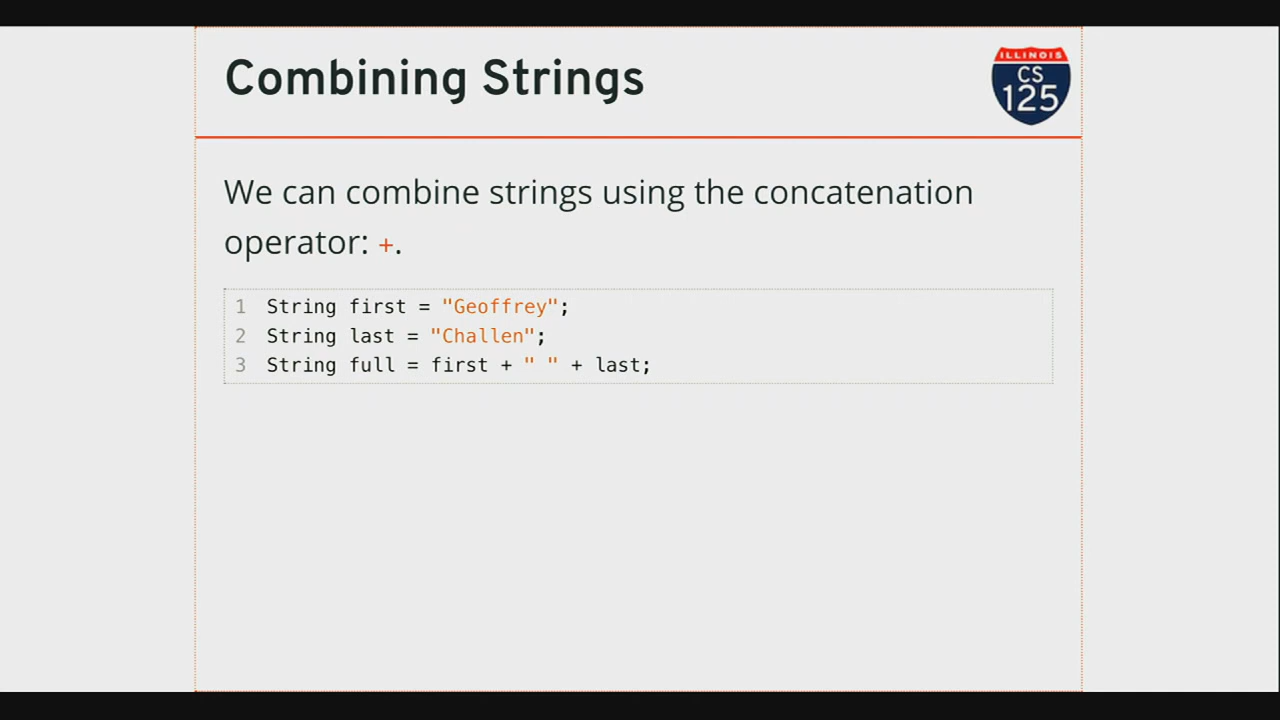 Combining Strings
ILLINOIS
CS
125
We can combine strings using the concatenation
operator: +.
1 String first = "Geoffrey";
2 String last = "Challen";
3 String full = first + " " + last;